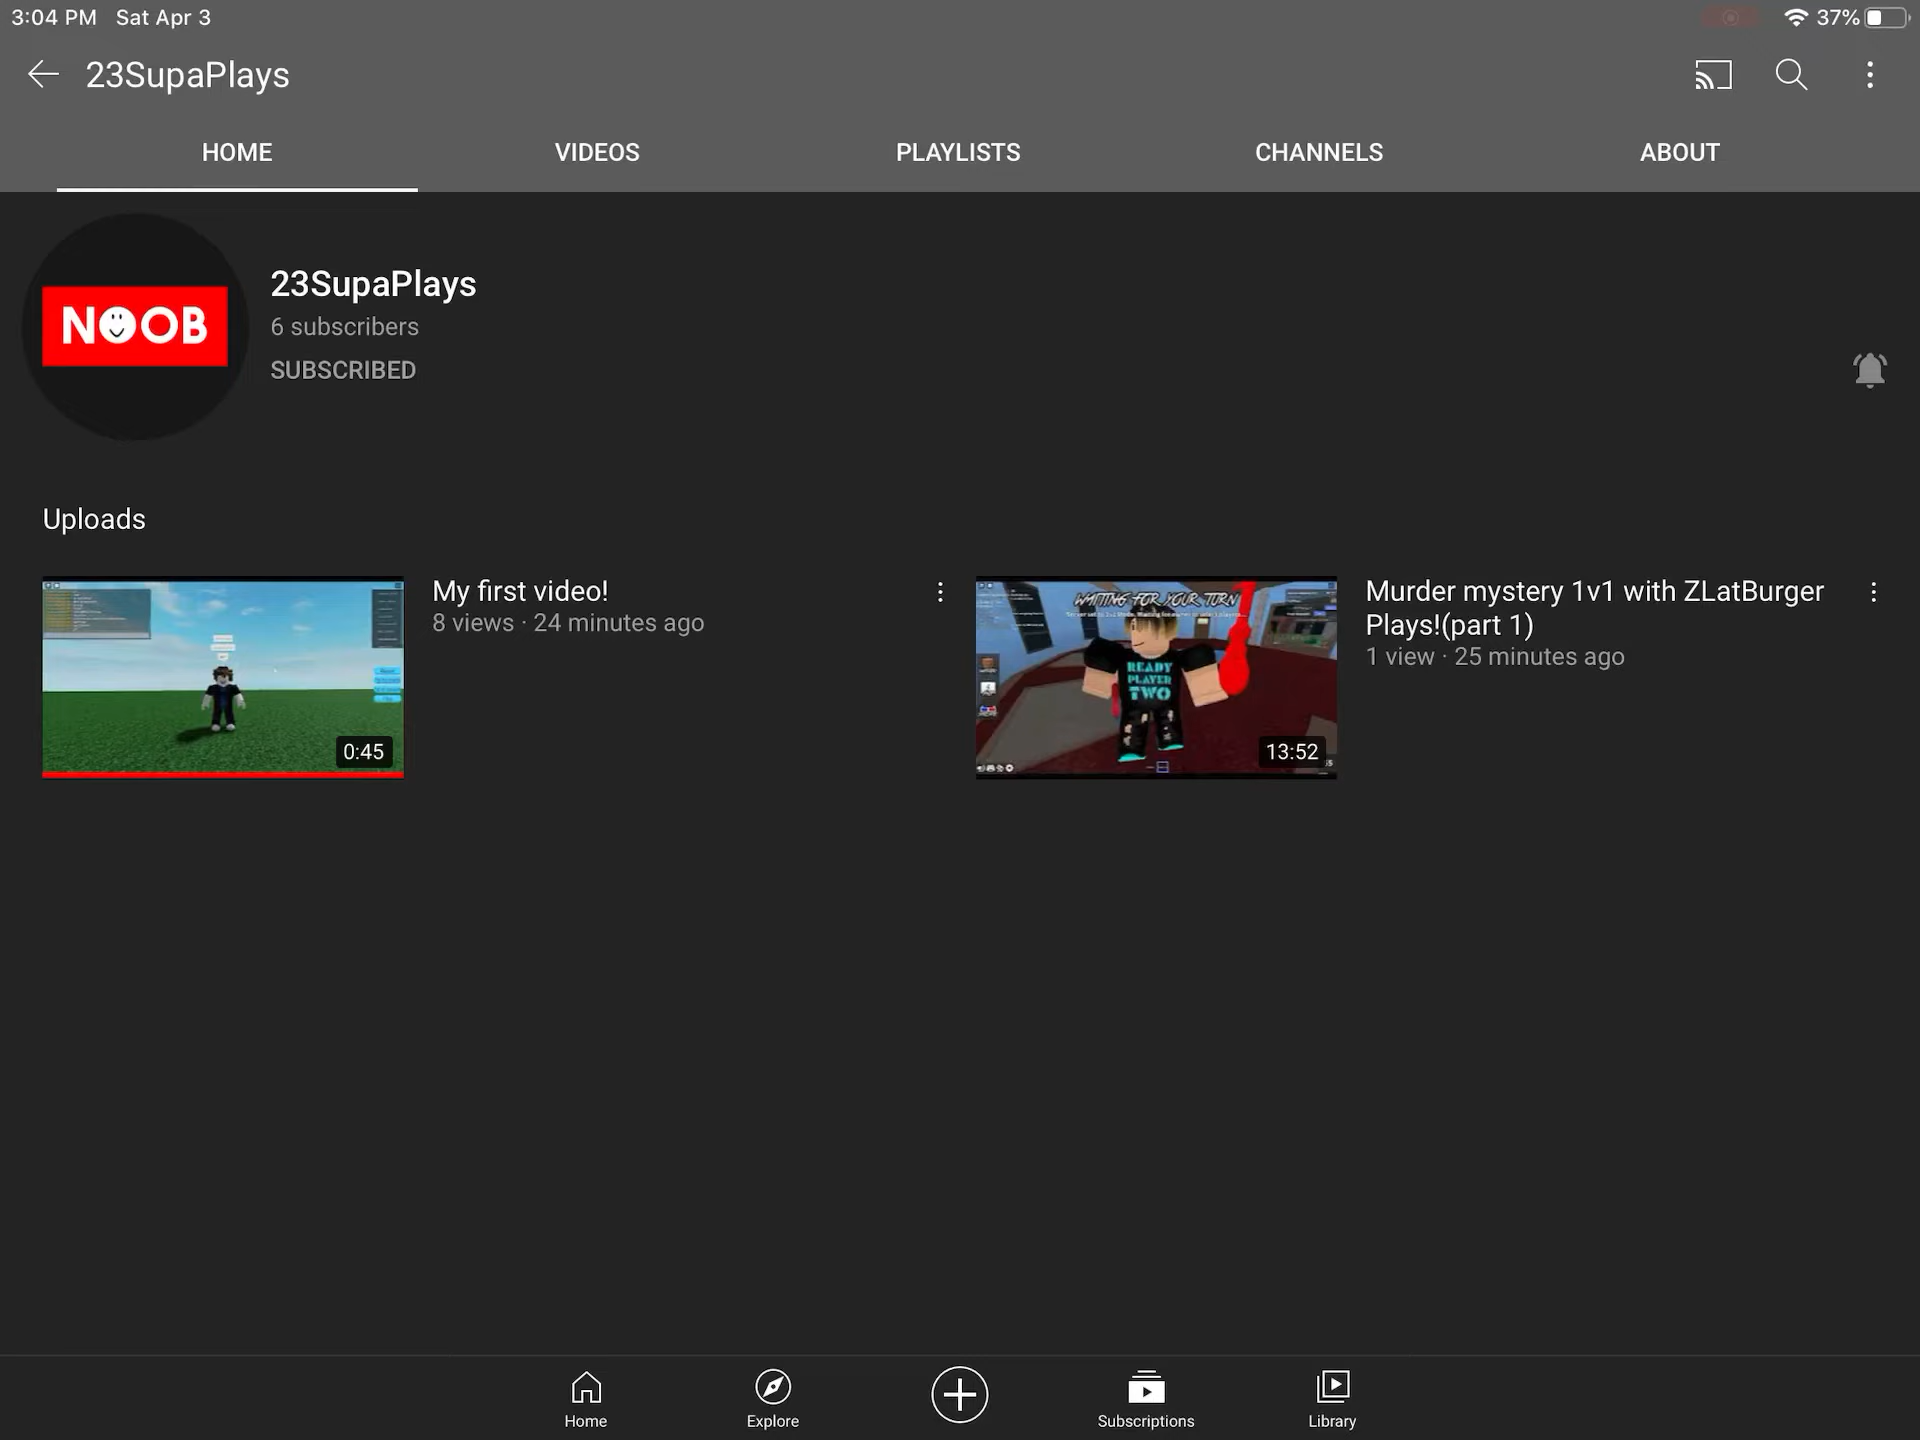 3:04 PM Sat Apr 3
37%
23SupaPlays
HOME VIDEOS PLAYLISTS CHANNELS ABOUT
NOOB
23SupaPlays
6 subscribers
SUBSCRIBED
Uploads
My first video!
8 views · 24 minutes ago
0:45
WAITING FOR YOUR TURN
READY
PLAYER
TWO
13:52
Murder mystery 1v1 with ZLatBurger
Plays!(part 1)
1 view · 25 minutes ago
Home Explore Subscriptions Library